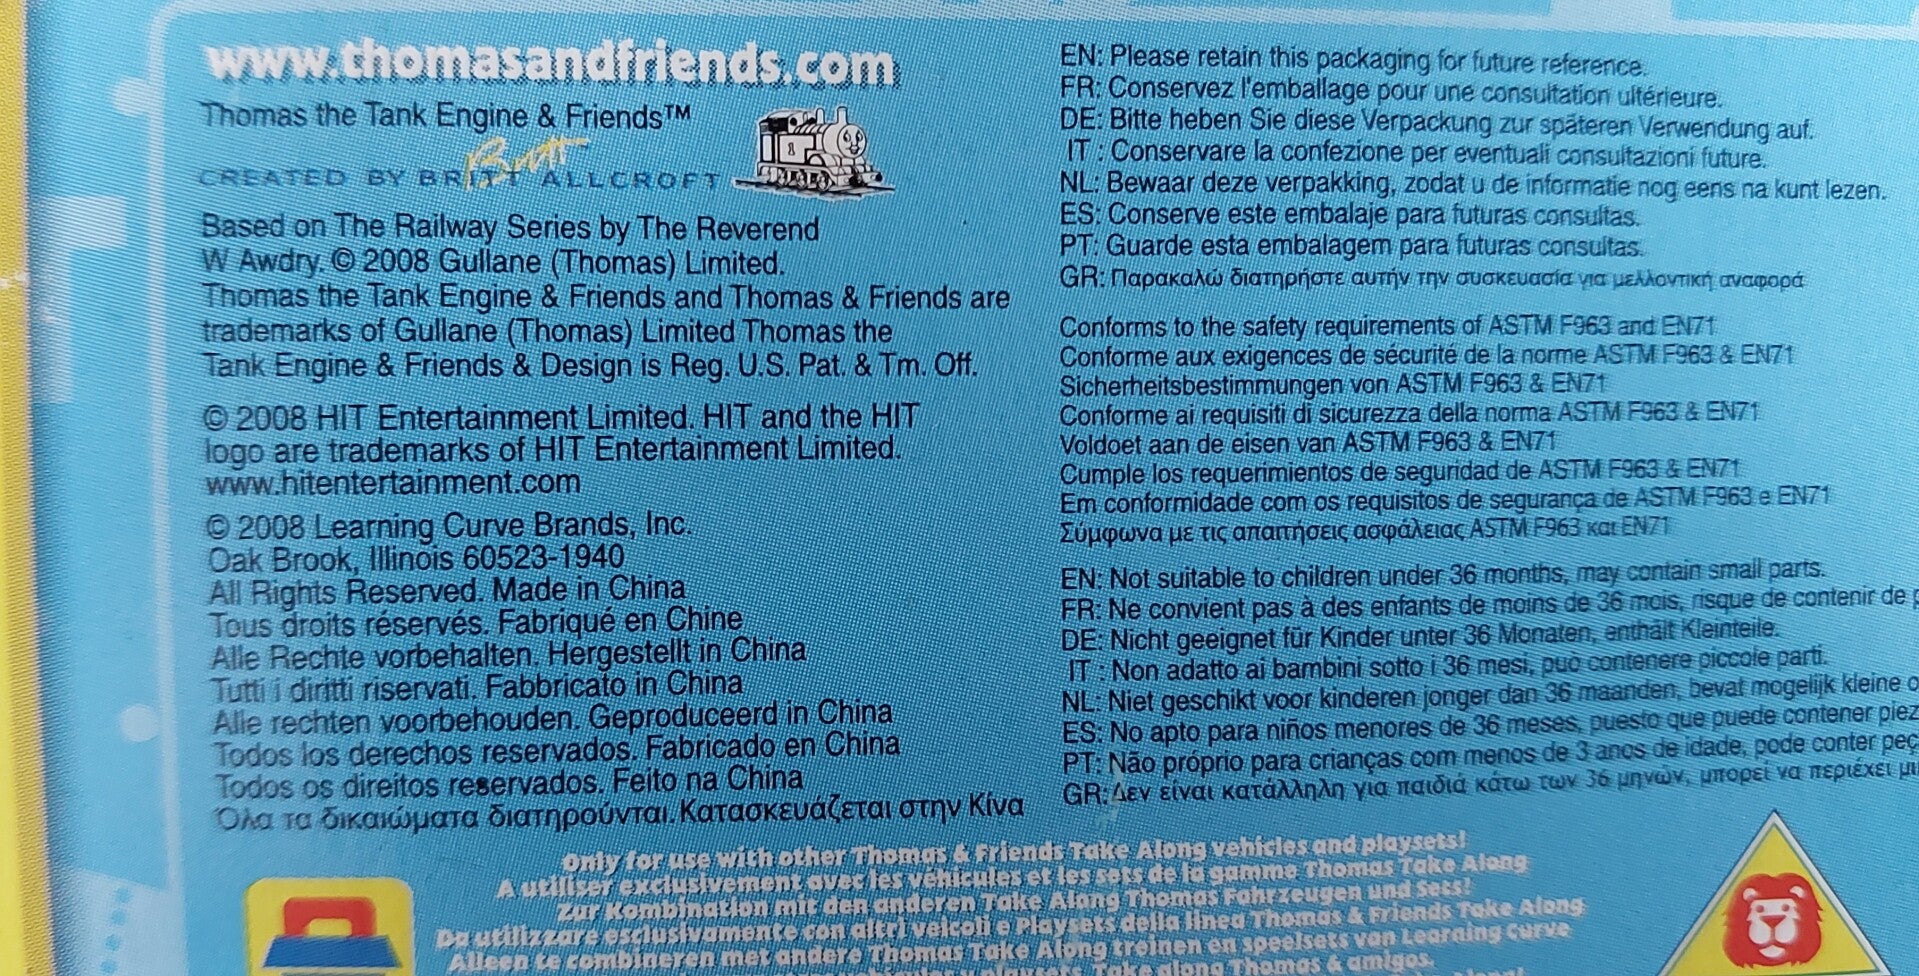 www.thomasandfriends.com
Thomas the Tank Engine & Friends™
Britt
CREATED BY BRITT ALLCROFT
1
Based on The Railway Series by The Reverend
W Awdry. © 2008 Gullane (Thomas) Limited.
Thomas the Tank Engine & Friends and Thomas & Friends are
trademarks of Gullane (Thomas) Limited Thomas the
Tank Engine & Friends & Design is Reg. U.S. Pat. & Tm. Off.
© 2008 HIT Entertainment Limited. HIT and the HIT
logo are trademarks of HIT Entertainment Limited.
www.hitentertainment.com
© 2008 Learning Curve Brands, Inc.
Oak Brook, Illinois 60523-1940
All Rights Reserved. Made in China
Tous droits réservés. Fabriqué en Chine
Alle Rechte vorbehalten. Hergestellt in China
Tutti i diritti riservati. Fabbricato in China
Alle rechten voorbehouden. Geproduceerd in China
Todos los derechos reservados. Fabricado en China
Todos os direitos reservados. Feito na China
Όλα τα δικαιώματα διατηρούνται. Κατασκευάζεται στην Κίνα
EN: Please retain this packaging for future reference.
FR: Conservez l'emballage pour une consultation ultérieure.
DE: Bitte heben Sie diese Verpackung zur späteren Verwendung auf.
IT : Conservare la confezione per eventuali consultazioni future.
NL: Bewaar deze verpakking, zodat u de informatie nog eens na kunt lezen.
ES: Conserve este embalaje para futuras consultas.
PT: Guarde esta embalagem para futuras consultas.
GR: Παρακαλώ διατηρήστε αυτήν την συσκευασία για μελλοντική αναφορά
Conforms to the safety requirements of ASTM F963 and EN71
Conforme aux exigences de sécurité de la norme ASTM F963 & EN71
Sicherheitsbestimmungen von ASTM F963 & EN71
Conforme ai requisiti di sicurezza della norma ASTM F963 & EN71
Voldoet aan de eisen van ASTM F963 & EN71
Cumple los requerimientos de seguridad de ASTM F963 & EN71
Em conformidade com os requisitos de segurança de ASTM F963 e EN71
Σύμφωνα με τις απαιτήσεις ασφάλειας ASTM F963 και EN71
EN: Not suitable to children under 36 months, may contain small parts.
FR: Ne convient pas à des enfants de moins de 36 mois, risque de contenir de p
DE: Nicht geeignet für Kinder unter 36 Monaten, enthält Kleinteile.
IT : Non adatto ai bambini sotto i 36 mesi, può contenere piccole parti.
NL: Niet geschikt voor kinderen jonger dan 36 maanden, bevat mogelijk kleine o
ES: No apto para niños menores de 36 meses, puesto que puede contener piez
PT: Não próprio para crianças com menos de 3 anos de idade, pode conter peç
GR: Δεν είναι κατάλληλη για παιδιά κάτω των 36 μηνών, μπορεί να περιέχει μι
Only for use with other Thomas & Friends Take Along vehicles and playsets!
A utiliser exclusivement avec les véhicules et les sets de la gamme Thomas Take Along
Zur Kombination mit den anderen Take Along Thomas Fahrzeugen und Sets!
Da utilizzare esclusivamente con altri veicoli e Playsets della linea Thomas & Friends Take Along
Alleen te combineren met andere Thomas Take Along treinen en speelsets van Learning Curve
Take along Thomas & amigos.